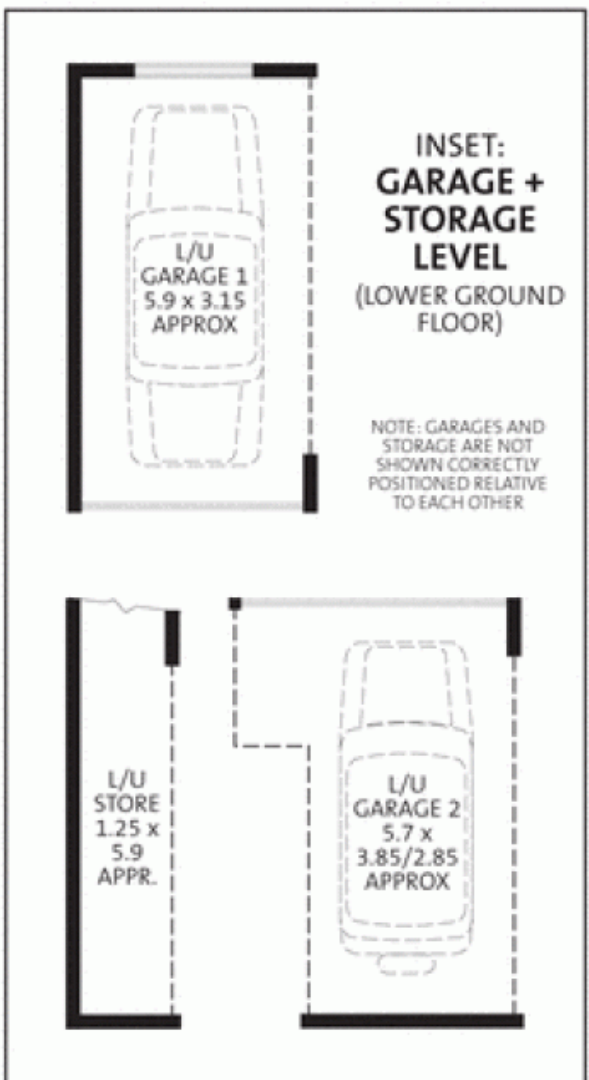 INSET:
GARAGE +
STORAGE
LEVEL
(LOWER GROUND
FLOOR)
L/U
GARAGE 1
5.9 x 3.15
APPROX
NOTE: GARAGES AND
STORAGE ARE NOT
SHOWN CORRECTLY
POSITIONED RELATIVE
TO EACH OTHER
L/U
STORE
1.25 x
5.9
APPR.
L/U
GARAGE 2
5.7 x
3.85/2.85
APPROX